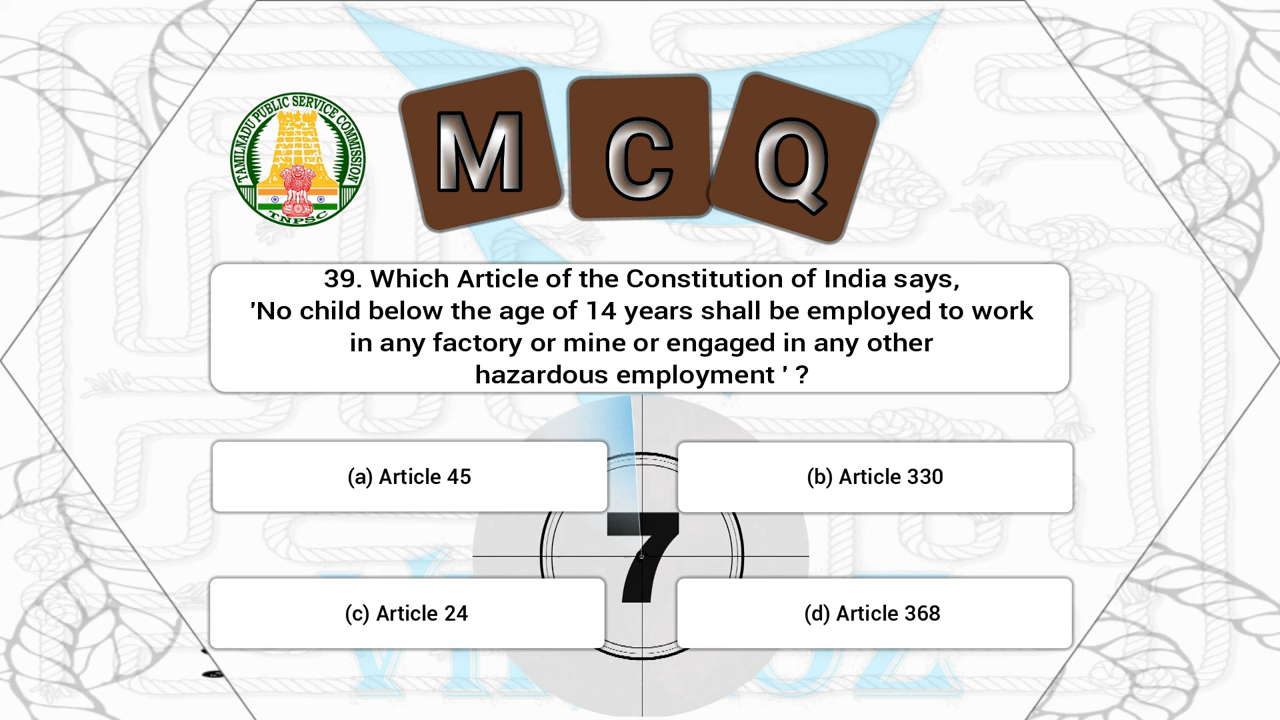 TAMILNADU PUBLIC SERVICE COMMISSION
TNPSC
M C Q
39. Which Article of the Constitution of India says,
'No child below the age of 14 years shall be employed to work
in any factory or mine or engaged in any other
hazardous employment ' ?
(a) Article 45
(b) Article 330
7
(c) Article 24
(d) Article 368